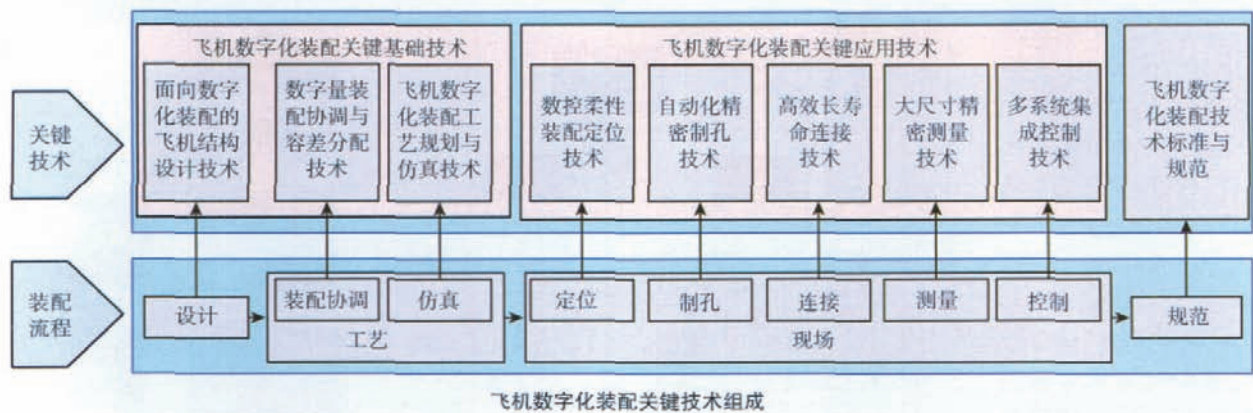 飞机数字化装配关键基础技术
飞机数字化装配关键应用技术
关键
技术
面向数字
化装配的
飞机结构
设计技术
数字量装
配协调与
容差分配
技术
飞机数字
化装配工
艺规划与
仿真技术
数控柔性
装配定位
技术
自动化精
密制孔
技术
高效长寿
命连接
技术
大尺寸精
密测量
技术
多系统集
成控制
技术
飞机数字
化装配技
术标准与
规范
装配
流程
设计
装配协调
仿真
工艺
定位
制孔
连接
测量
控制
现场
规范
飞机数字化装配关键技术组成